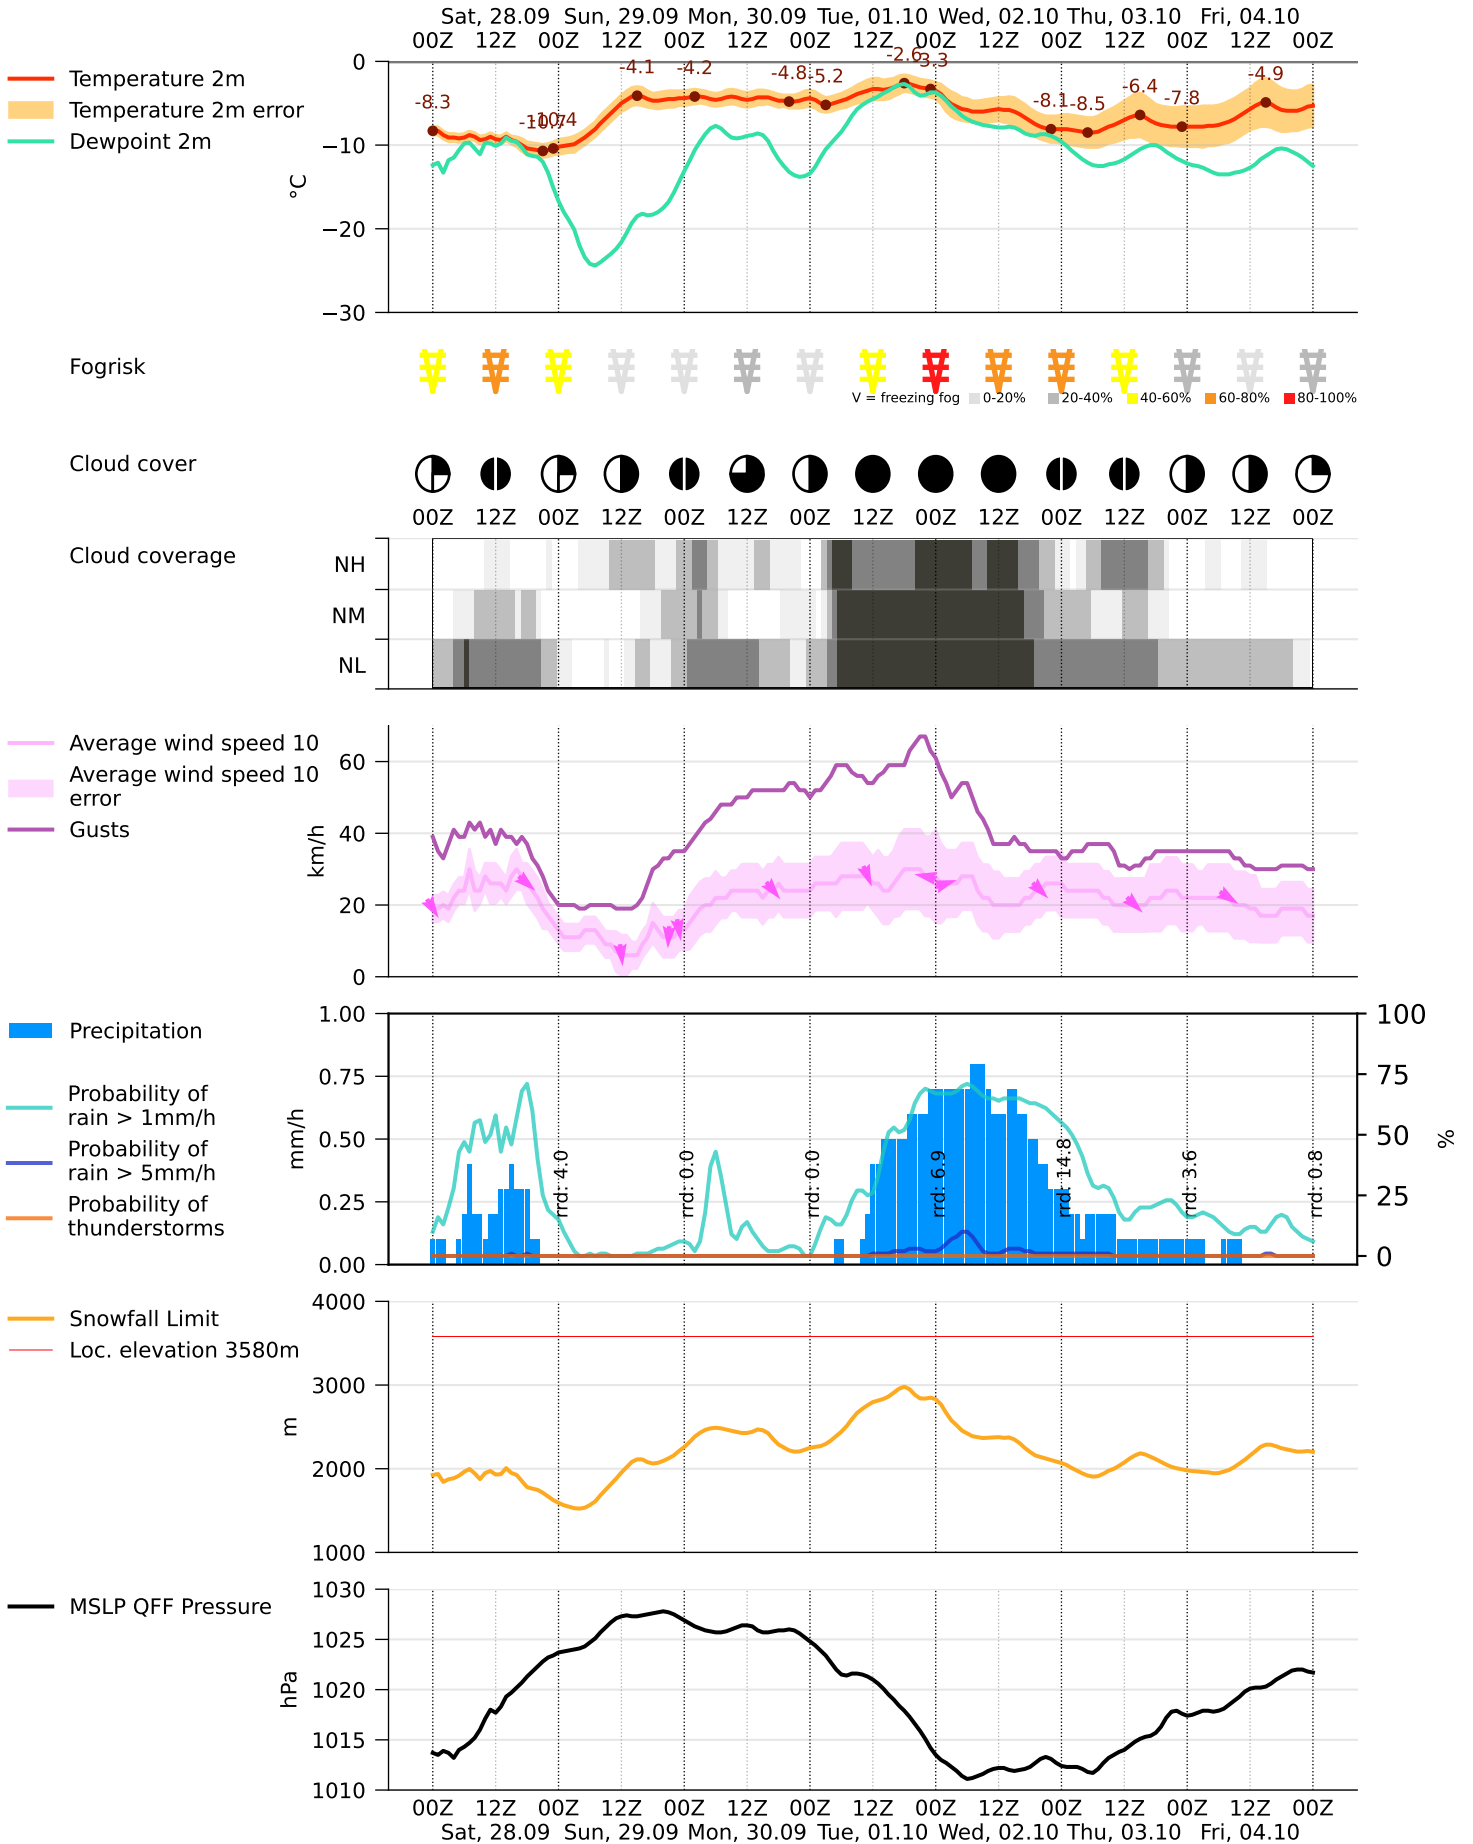 Sat, 28.09 Sun, 29.09 Mon, 30.09 Tue, 01.10 Wed, 02.10 Thu, 03.10 Fri, 04.10
00Z 12Z 00Z 12Z 00Z 12Z 00Z 12Z 00Z 12Z 00Z 12Z 00Z 12Z 00Z
Temperature 2m
Temperature 2m error
Dewpoint 2m
°C
0
−10
−20
−30
-8.3 -10.7 -10.4 -4.1 -4.2 -4.8 -5.2 -2.6 -3.3 -8.1 -8.5 -6.4 -7.8 -4.9
Fogrisk
V = freezing fog 0-20% 20-40% 40-60% 60-80% 80-100%
Cloud cover
00Z 12Z 00Z 12Z 00Z 12Z 00Z 12Z 00Z 12Z 00Z 12Z 00Z 12Z 00Z
Cloud coverage
NH
NM
NL
Average wind speed 10
Average wind speed 10
error
Gusts
km/h
60
40
20
0
Precipitation
Probability of
rain > 1mm/h
Probability of
rain > 5mm/h
Probability of
thunderstorms
mm/h
1.00
0.75
0.50
0.25
0.00
rrd: 4.0
rrd: 0.0
rrd: 0.0
rrd: 6.9
rrd: 14.8
rrd: 3.6
rrd: 0.8
100
75
50
25
0
%
Snowfall Limit
Loc. elevation 3580m
m
4000
3000
2000
1000
MSLP QFF Pressure
hPa
1030
1025
1020
1015
1010
00Z 12Z 00Z 12Z 00Z 12Z 00Z 12Z 00Z 12Z 00Z 12Z 00Z 12Z 00Z
Sat, 28.09 Sun, 29.09 Mon, 30.09 Tue, 01.10 Wed, 02.10 Thu, 03.10 Fri, 04.10